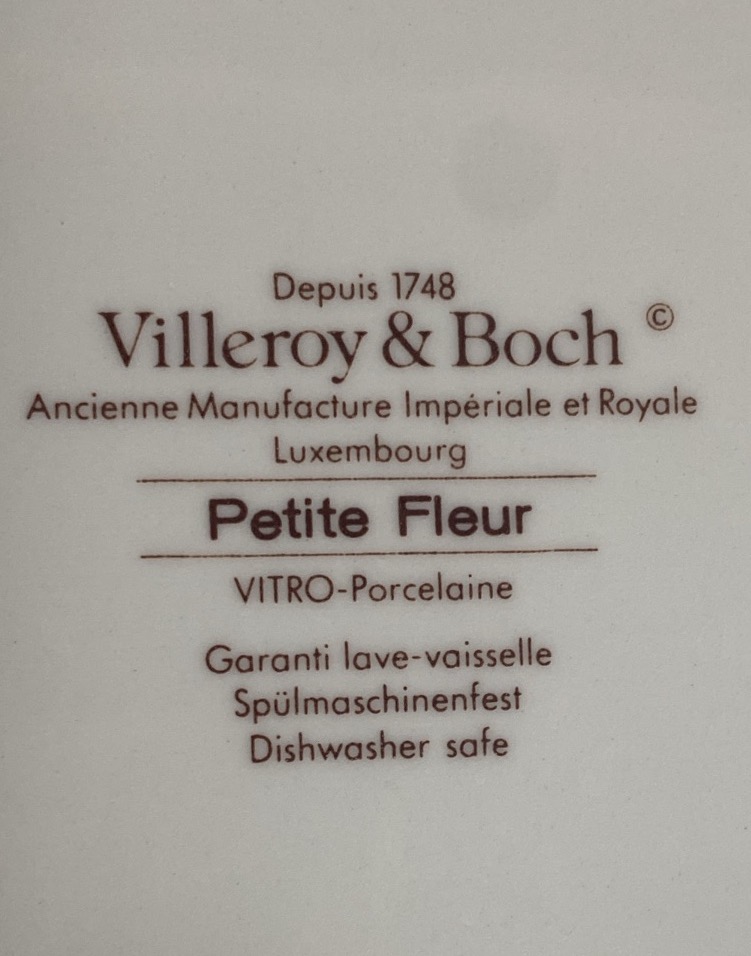 Depuis 1748
Villeroy & Boch ©
Ancienne Manufacture Impériale et Royale
Luxembourg
Petite Fleur
VITRO-Porcelaine
Garanti lave-vaisselle
Spülmaschinenfest
Dishwasher safe